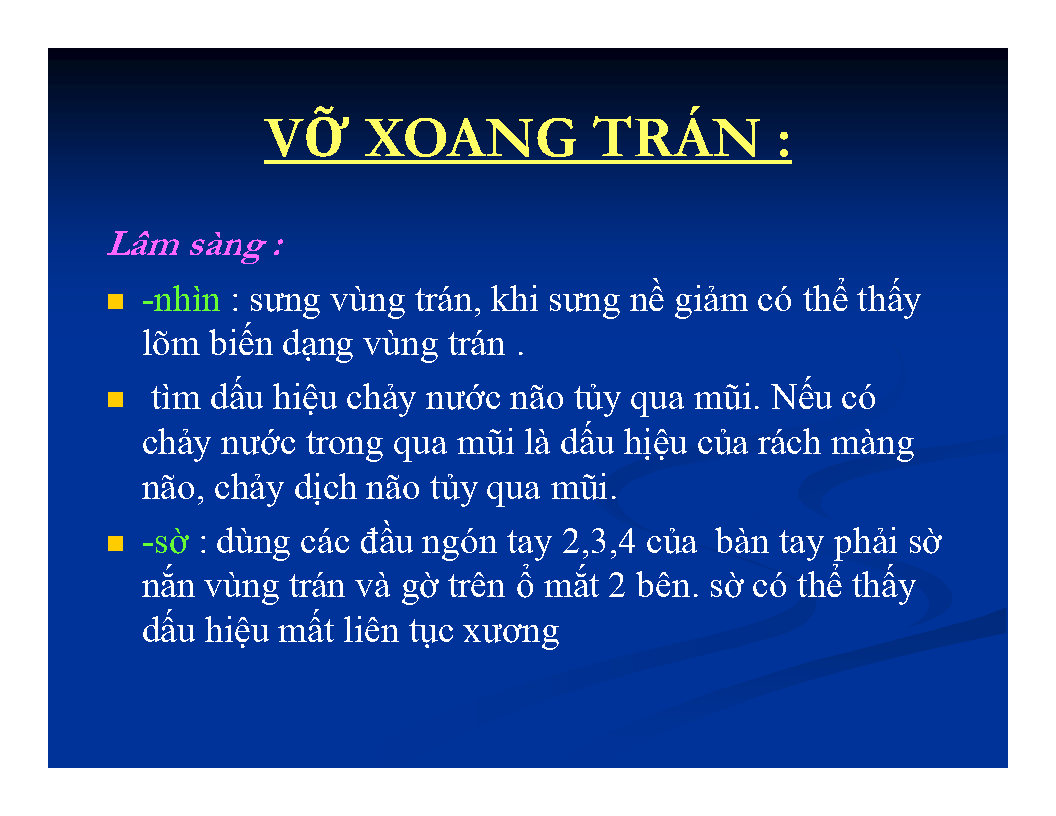 VỠ XOANG TRÁN :
Lâm sàng :
-nhìn : sưng vùng trán, khi sưng nề giảm có thể thấy
lõm biến dạng vùng trán .
tìm dấu hiệu chảy nước não tủy qua mũi. Nếu có
chảy nước trong qua mũi là dấu hịệu của rách màng
não, chảy dịch não tủy qua mũi.
-sờ : dùng các đầu ngón tay 2,3,4 của bàn tay phải sờ
nắn vùng trán và gờ trên ổ mắt 2 bên. sờ có thể thấy
dấu hiệu mất liên tục xương